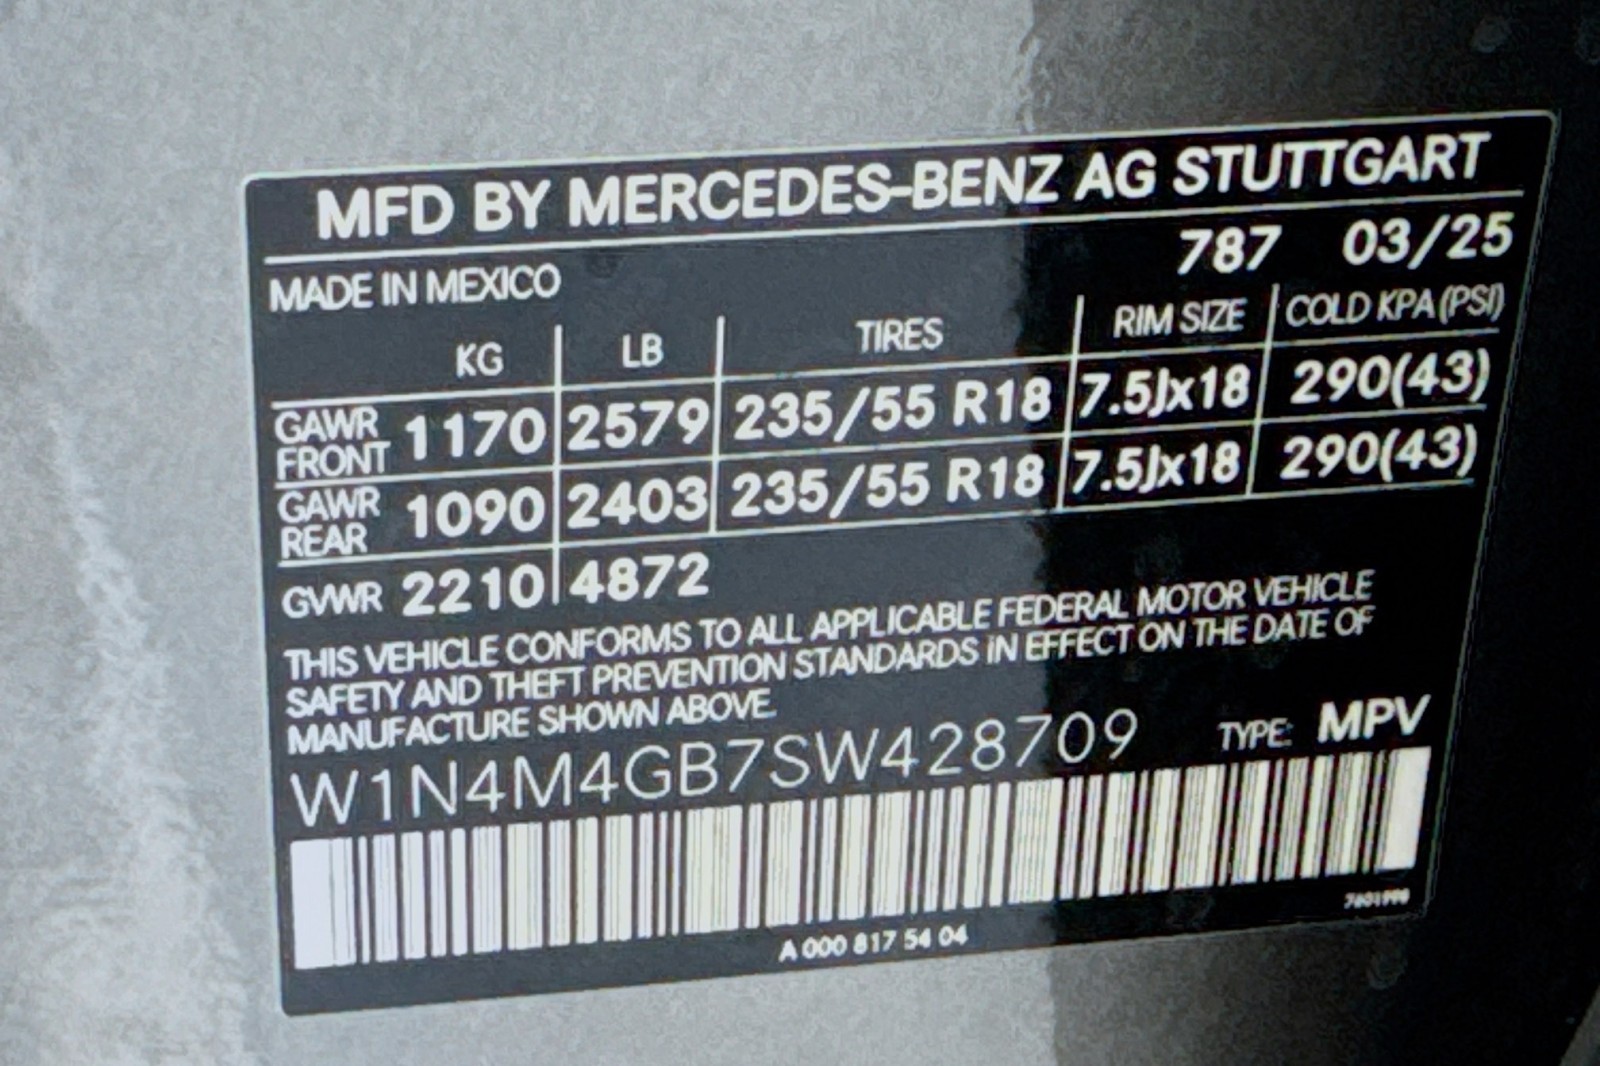 MFD BY MERCEDES-BENZ AG STUTTGART
787 03/25
MADE IN MEXICO
KG LB TIRES RIM SIZE COLD KPA (PSI)
GAWR FRONT 1170 2579 235/55 R18 7.5Jx18 290(43)
GAWR REAR 1090 2403 235/55 R18 7.5Jx18 290(43)
GVWR 2210 4872
THIS VEHICLE CONFORMS TO ALL APPLICABLE FEDERAL MOTOR VEHICLE
SAFETY AND THEFT PREVENTION STANDARDS IN EFFECT ON THE DATE OF
MANUFACTURE SHOWN ABOVE.
W1N4M4GB7SW428709 TYPE: MPV
A 000 817 54 04